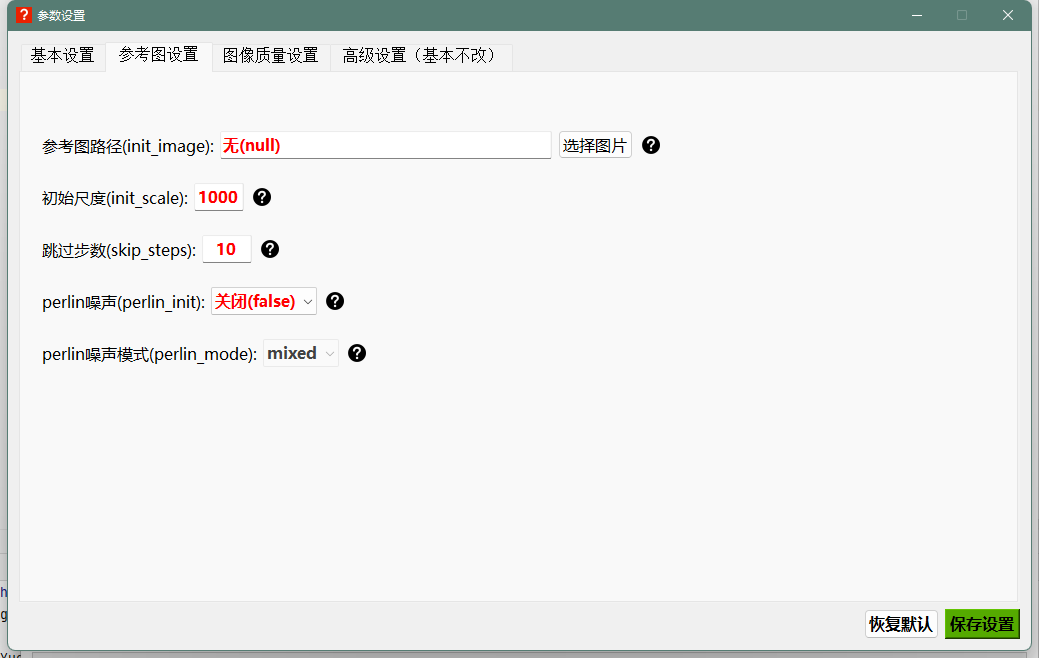 参数设置
基本设置 参考图设置 图像质量设置 高级设置（基本不改）
参考图路径(init_image): 无(null) 选择图片 ?
初始尺度(init_scale): 1000 ?
跳过步数(skip_steps): 10 ?
perlin噪声(perlin_init): 关闭(false) ?
perlin噪声模式(perlin_mode): mixed ?
恢复默认 保存设置